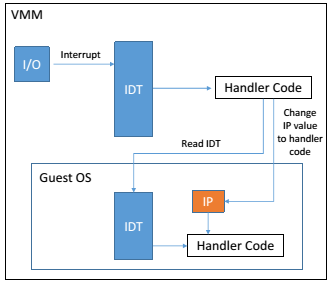 VMM
Interrupt
I/O
IDT
Handler Code
Change
IP value
to handler
code
Read IDT
Guest OS
IDT
IP
Handler Code